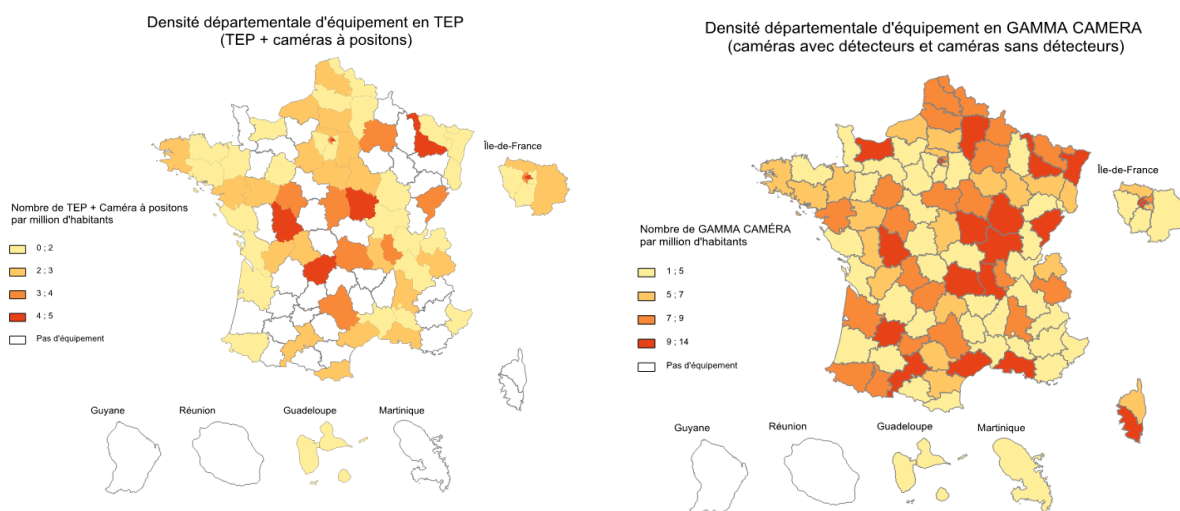 Densité départementale d'équipement en TEP
(TEP + caméras à positons)
Île-de-France
Nombre de TEP + Caméra à positons
par million d'habitants
0 ; 2
2 ; 3
3 ; 4
4 ; 5
Pas d'équipement
Guyane
Réunion
Guadeloupe
Martinique
Densité départementale d'équipement en GAMMA CAMERA
(caméras avec détecteurs et caméras sans détecteurs)
Île-de-France
Nombre de GAMMA CAMÉRA
par million d'habitants
1 ; 5
5 ; 7
7 ; 9
9 ; 14
Pas d'équipement
Guyane
Réunion
Guadeloupe
Martinique